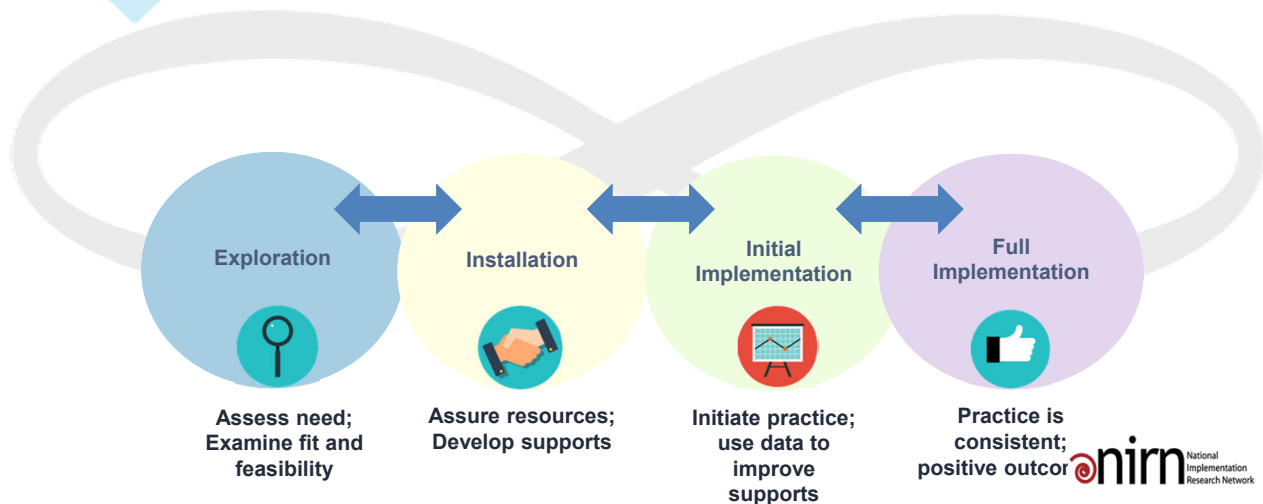 Exploration
Installation
Initial
Implementation
Full
Implementation
Assess need;
Examine fit and
feasibility
Assure resources;
Develop supports
Initiate practice;
use data to
improve
supports
Practice is
consistent;
positive
nirn
National
Implementation
Research Network